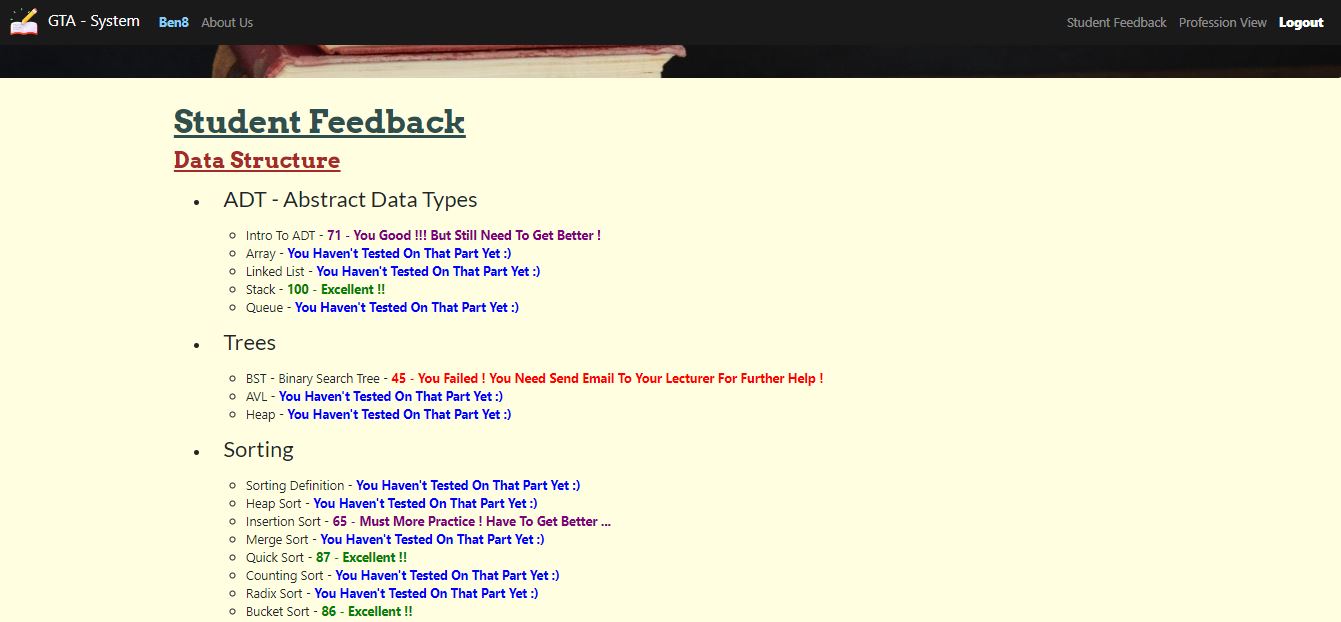 GTA - System Ben8 About Us Student Feedback Profession View Logout
Student Feedback
Data Structure
ADT - Abstract Data Types
Intro To ADT - 71 - You Good !!! But Still Need To Get Better !
Array - You Haven't Tested On That Part Yet :)
Linked List - You Haven't Tested On That Part Yet :)
Stack - 100 - Excellent !!
Queue - You Haven't Tested On That Part Yet :)
Trees
BST - Binary Search Tree - 45 - You Failed ! You Need Send Email To Your Lecturer For Further Help !
AVL - You Haven't Tested On That Part Yet :)
Heap - You Haven't Tested On That Part Yet :)
Sorting
Sorting Definition - You Haven't Tested On That Part Yet :)
Heap Sort - You Haven't Tested On That Part Yet :)
Insertion Sort - 65 - Must More Practice ! Have To Get Better ...
Merge Sort - You Haven't Tested On That Part Yet :)
Quick Sort - 87 - Excellent !!
Counting Sort - You Haven't Tested On That Part Yet :)
Radix Sort - You Haven't Tested On That Part Yet :)
Bucket Sort - 86 - Excellent !!